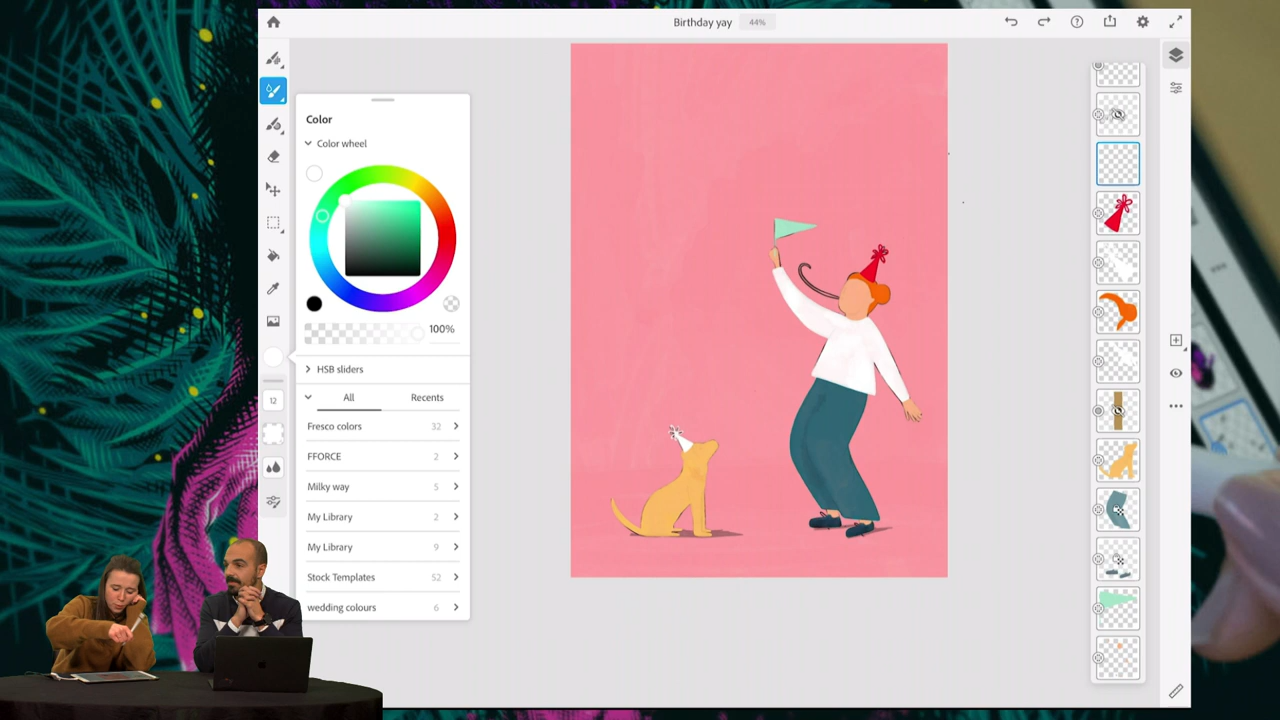 Birthday yay 44%
Color
Color wheel
100%
HSB sliders
All Recents
12
Fresco colors 32
FFORCE 2
Milky way 5
My Library 2
My Library 9
Stock Templates 52
wedding colours 6